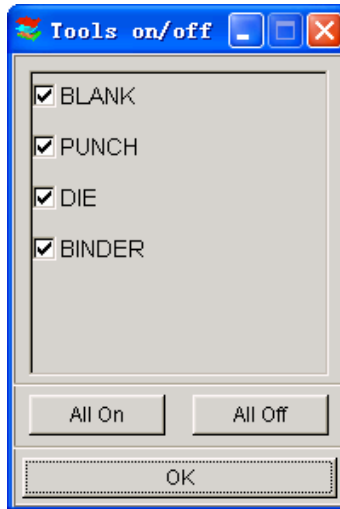 Tools on/off
BLANK
PUNCH
DIE
BINDER
All On All Off
OK